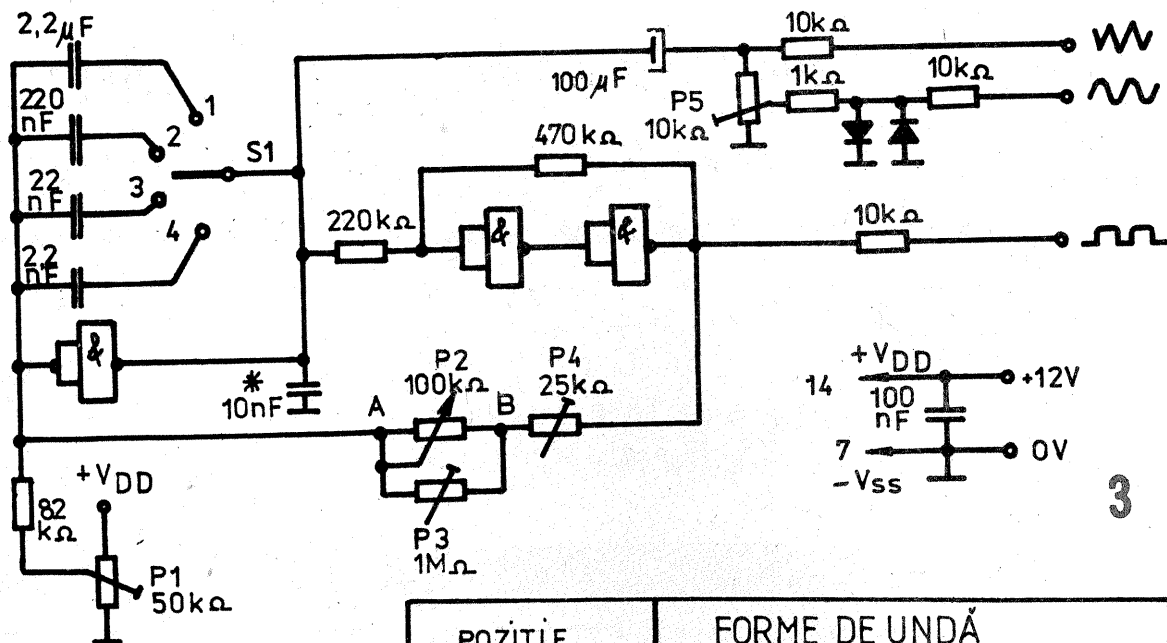 2,2µF
220
nF
22
nF
2,2
nF
1
2
3
4
S1
100µF
10kΩ
1kΩ
10kΩ
P5
10kΩ
470kΩ
220kΩ
&
&
10kΩ
&
*
10nF
P2
100kΩ
P4
25kΩ
A
B
P3
1MΩ
82
kΩ
+VDD
P1
50kΩ
14
+VDD
+12V
100
nF
7
-Vss
0V
3
POZIȚIE
FORME DE UNDĂ